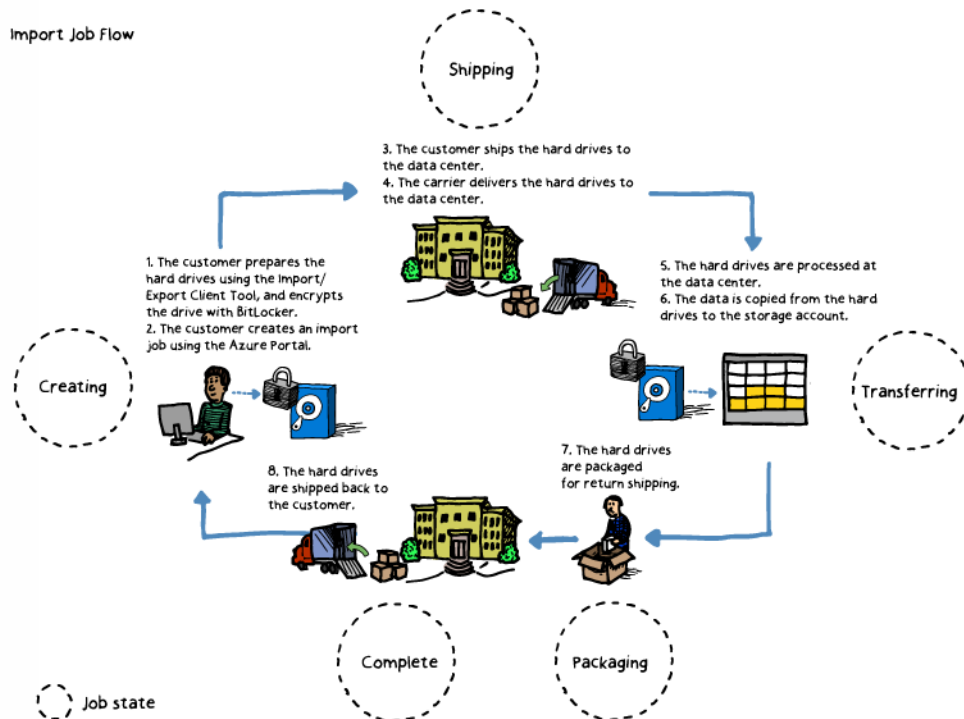 Import Job Flow
Shipping
3. The customer ships the hard drives to
the data center.
4. The carrier delivers the hard drives to
the data center.
1. The customer prepares the
hard drives using the Import/
Export Client Tool, and encrypts
the drive with BitLocker.
2. The customer creates an import
job using the Azure Portal.
5. The hard drives are processed at
the data center.
6. The data is copied from the hard
drives to the storage account.
Creating
Transferring
7. The hard drives
are packaged
for return shipping.
8. The hard drives
are shipped back to
the customer.
Complete
Packaging
Job state